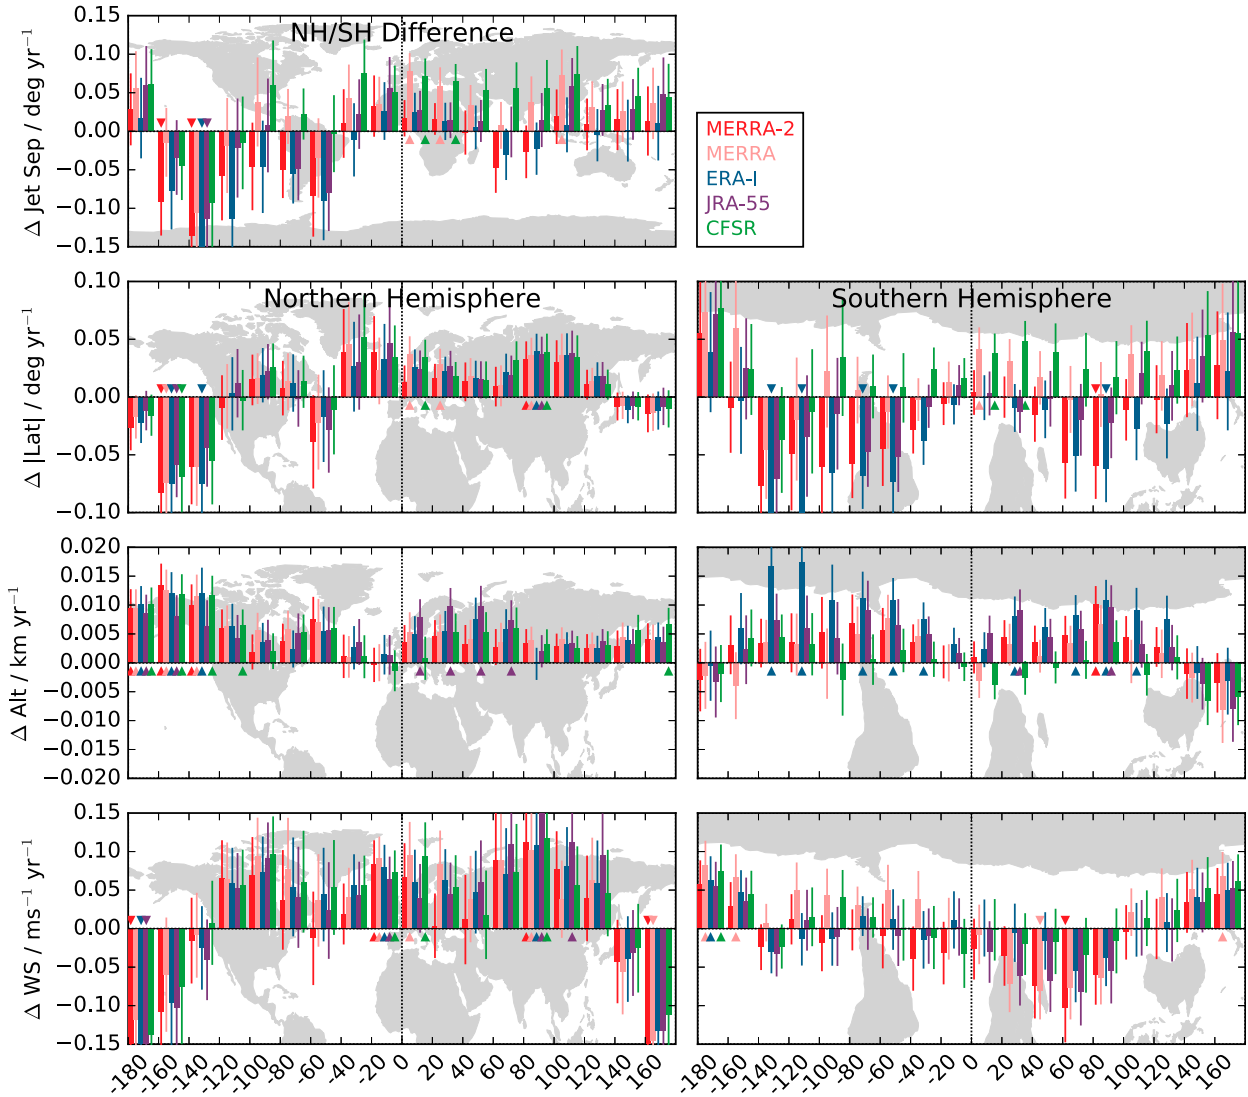 NH/SH Difference
Δ Jet Sep / deg yr⁻¹
0.15
0.10
0.05
0.00
−0.05
−0.10
−0.15
MERRA-2
MERRA
ERA-I
JRA-55
CFSR
Northern Hemisphere
Δ |Lat| / deg yr⁻¹
0.10
0.05
0.00
−0.05
−0.10
Southern Hemisphere
Δ Alt / km yr⁻¹
0.020
0.015
0.010
0.005
0.000
−0.005
−0.010
−0.015
−0.020
Δ WS / ms⁻¹ yr⁻¹
0.15
0.10
0.05
0.00
−0.05
−0.10
−0.15
-180 -160 -140 -120 -100 -80 -60 -40 -20 0 20 40 60 80 100 120 140 160
-180 -160 -140 -120 -100 -80 -60 -40 -20 0 20 40 60 80 100 120 140 160